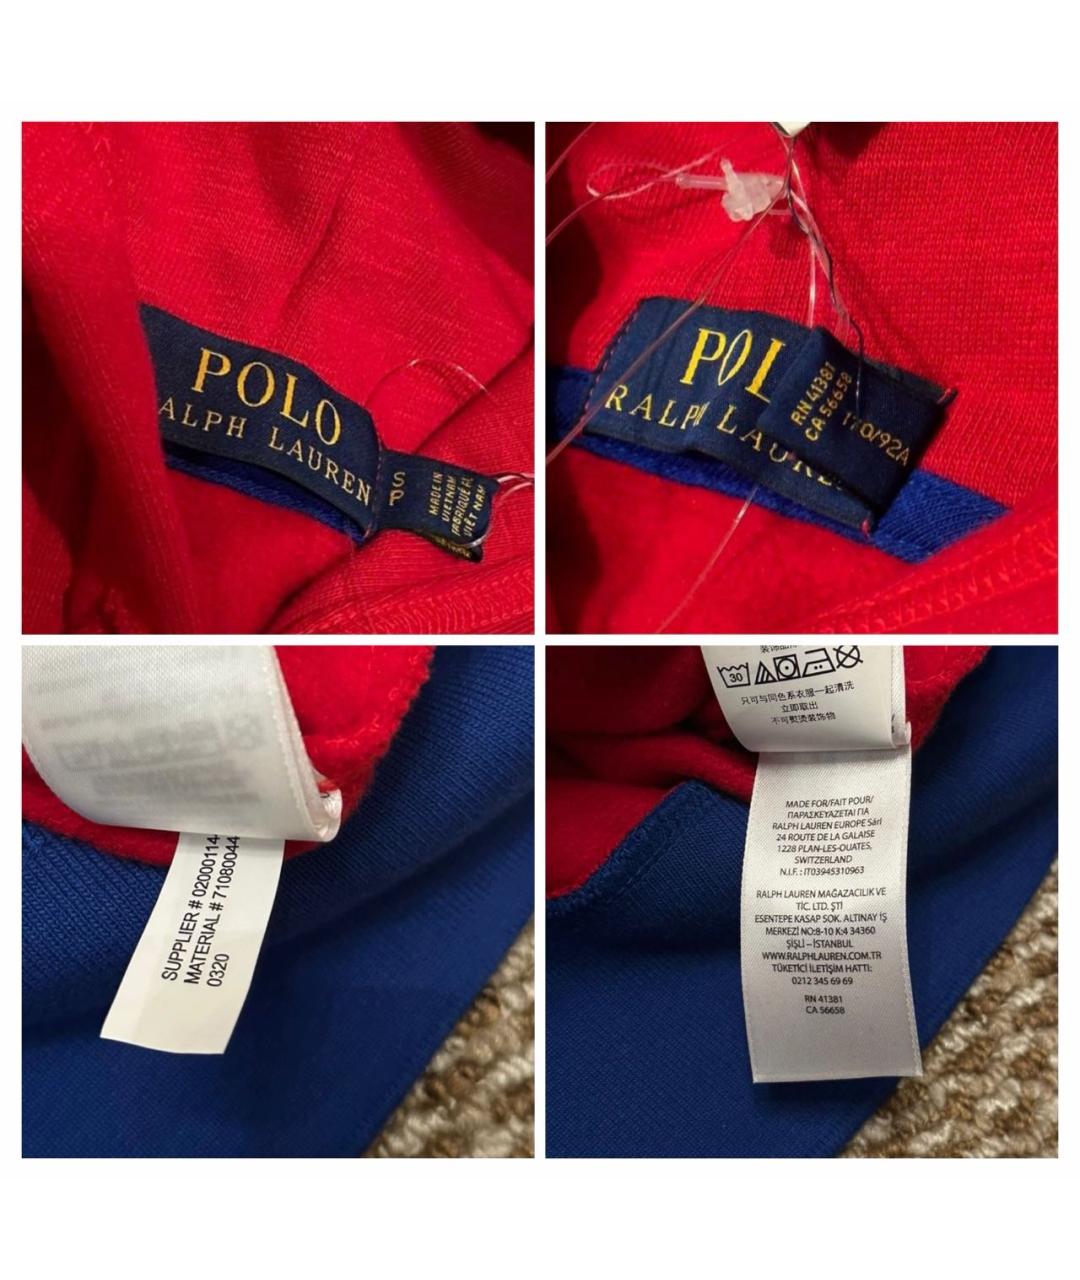 POLO
ALPH LAUREN
S
P
MADE IN
VIETNAM
FABRIQUÉ AU
VIÊT NAM
POL
RALPH LAUREN
RN 41381
CA 56658
170/92A
SUPPLIER # 02000114
MATERIAL # 71080044
0320
30
只可与同色系衣服一起清洗
立即取出
不可熨烫装饰物
MADE FOR/FAIT POUR/
ΠΑΡΑΣΚΕΥΑΖΕΤΑΙ ΓΙΑ
RALPH LAUREN EUROPE Sàrl
24 ROUTE DE LA GALAISE
1228 PLAN-LES-OUATES,
SWITZERLAND
N.I.F. : IT03945310963
RALPH LAUREN MAĞAZACILIK VE
TİC. LTD. ŞTİ
ESENTEPE KASAP SOK. ALTINAY İŞ
MERKEZİ NO:8-10 K:4 34360
ŞİŞLİ – İSTANBUL
WWW.RALPHLAUREN.COM.TR
TÜKETİCİ İLETİŞİM HATTI:
0212 345 69 69
RN 41381
CA 56658